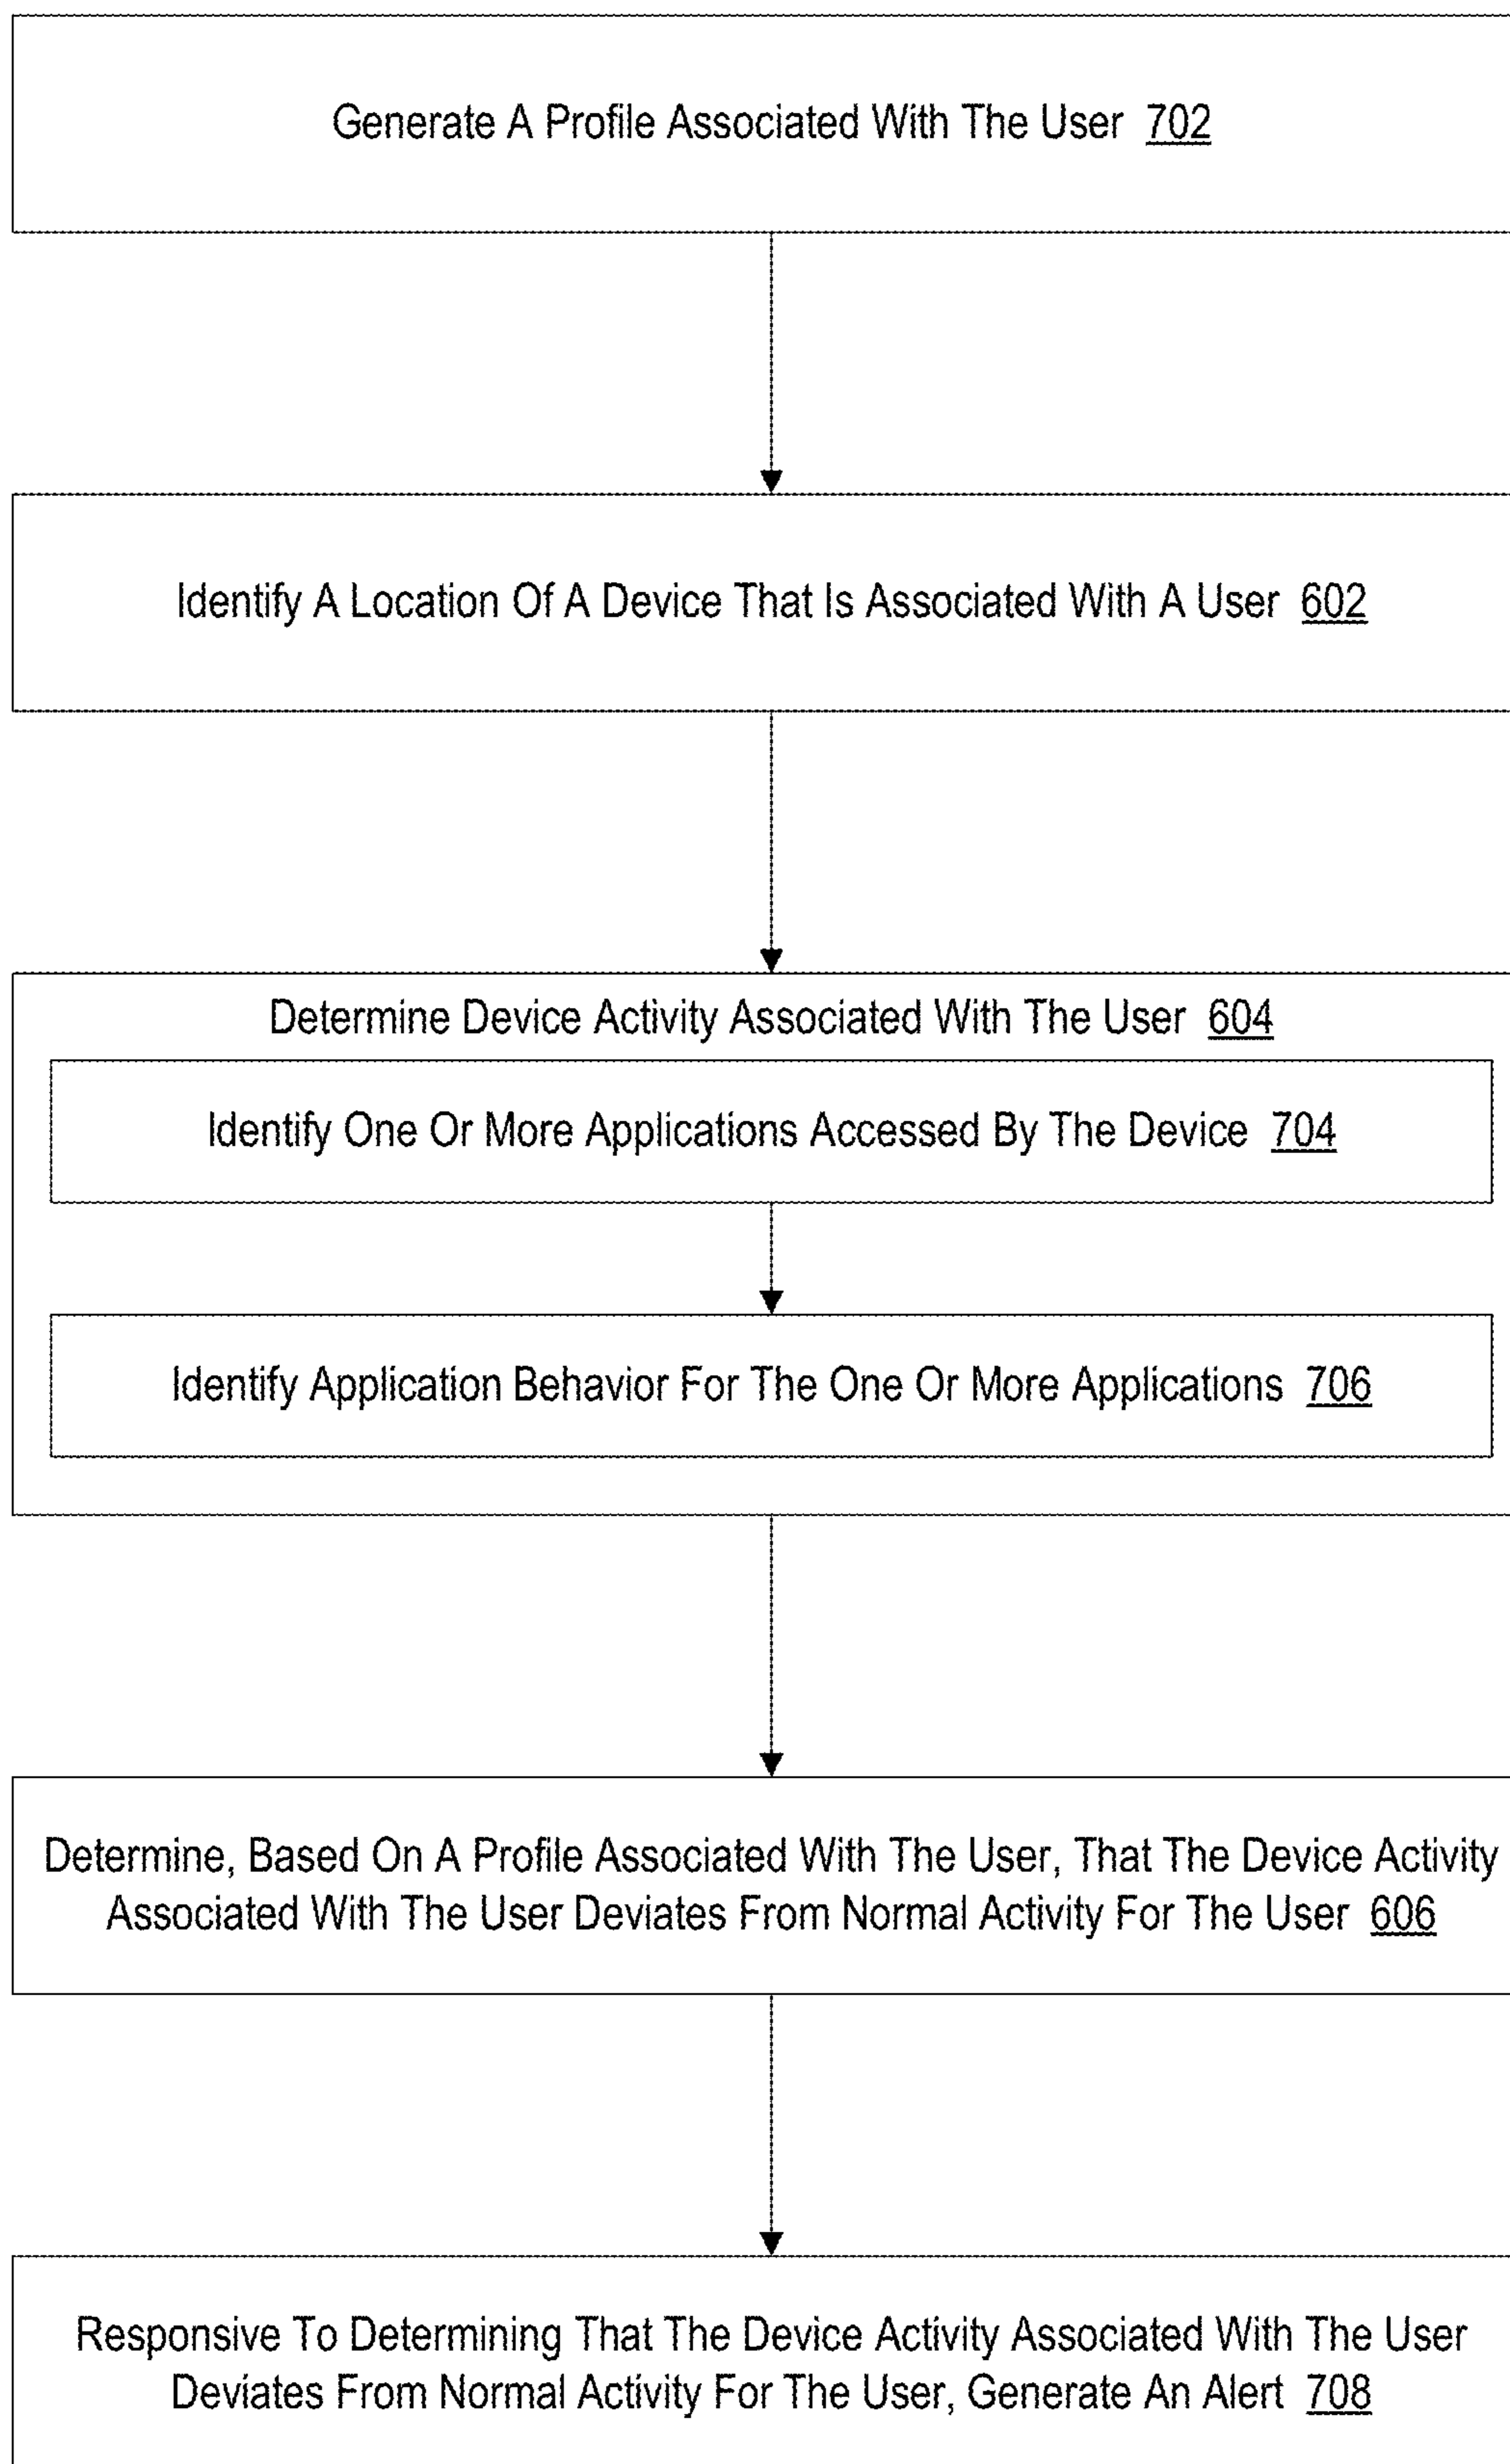 Generate A Profile Associated With The User 702
Identify A Location Of A Device That Is Associated With A User 602
Determine Device Activity Associated With The User 604
Identify One Or More Applications Accessed By The Device 704
Identify Application Behavior For The One Or More Applications 706
Determine, Based On A Profile Associated With The User, That The Device Activity
Associated With The User Deviates From Normal Activity For The User 606
Responsive To Determining That The Device Activity Associated With The User
Deviates From Normal Activity For The User, Generate An Alert 708